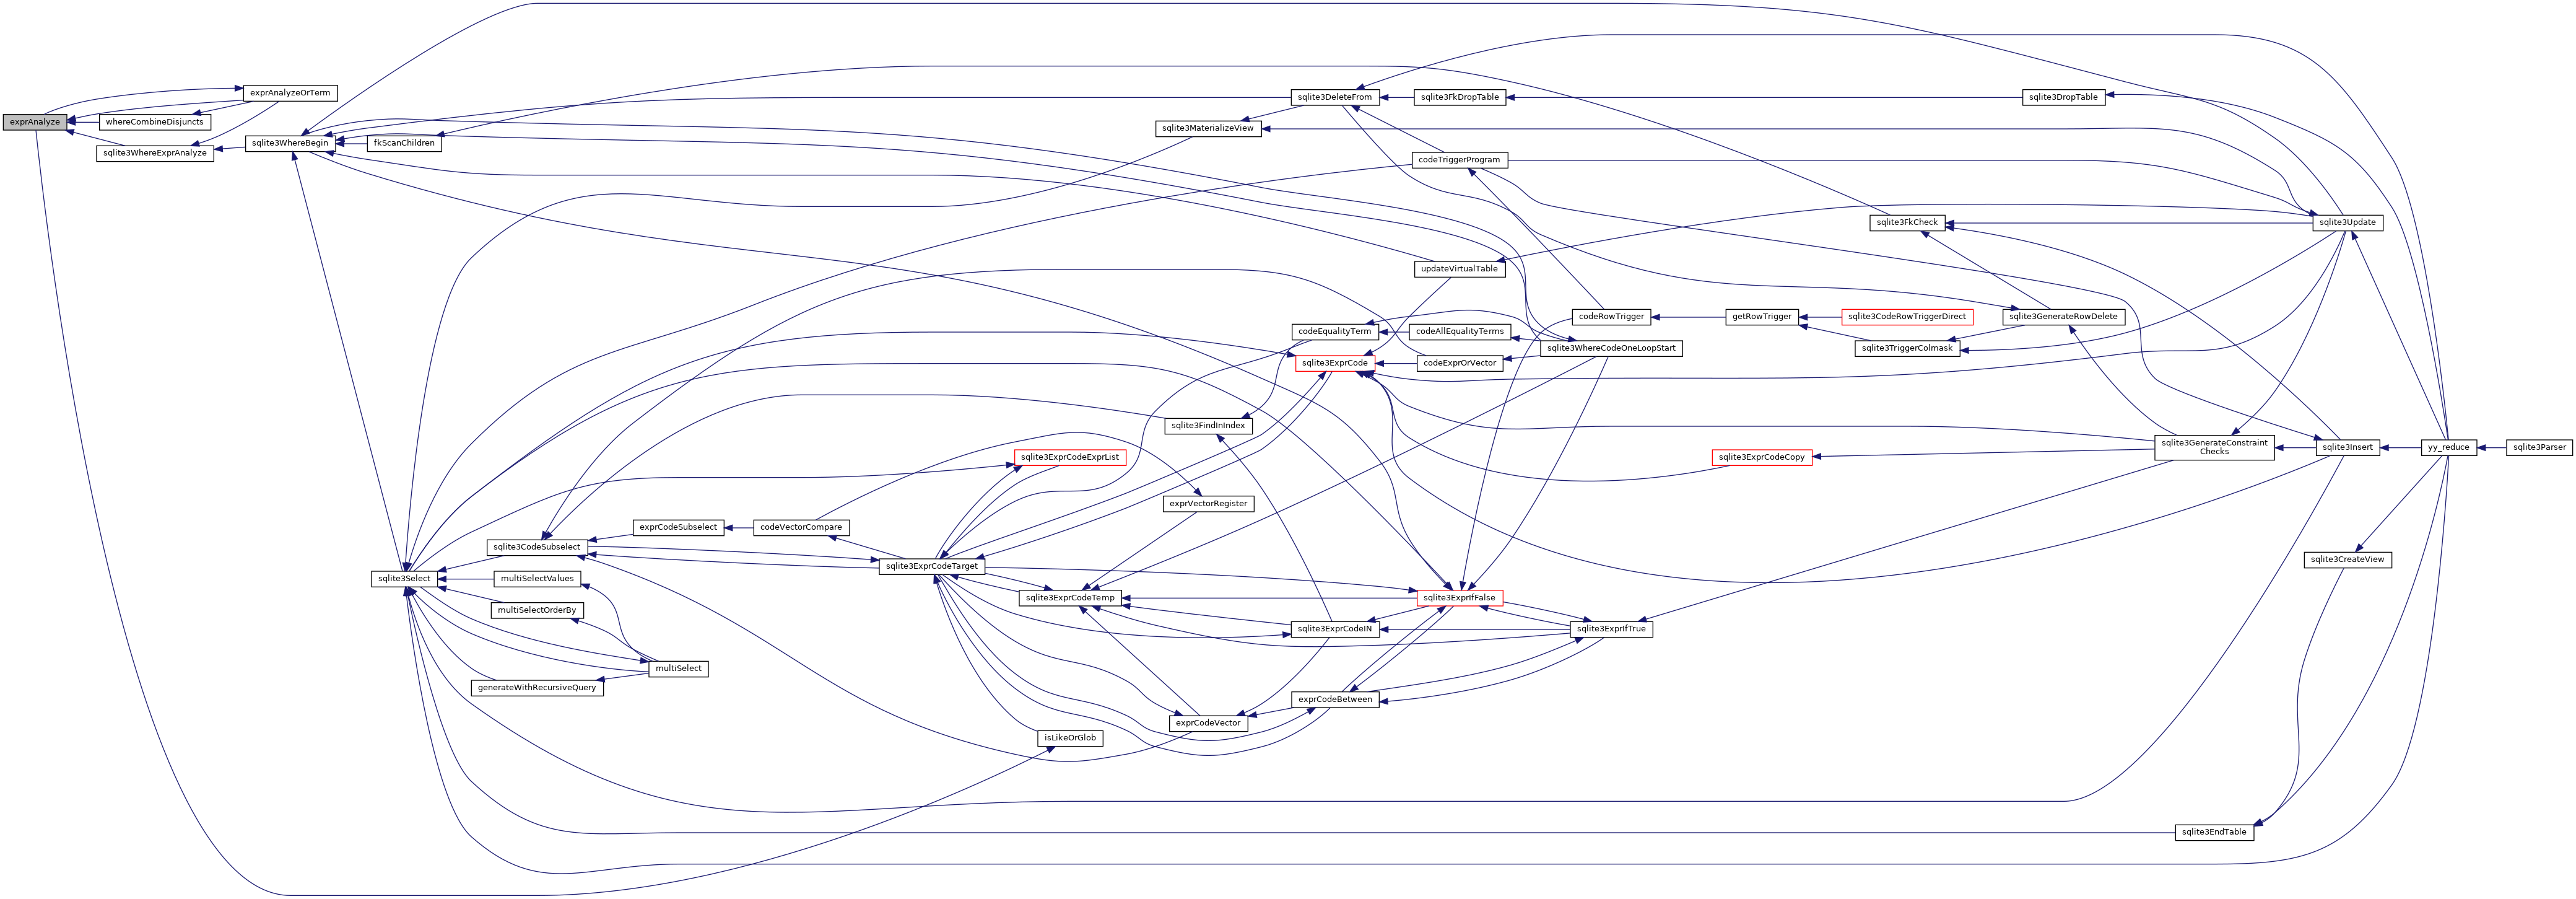 exprAnalyze
exprAnalyzeOrTerm
whereCombineDisjuncts
sqlite3WhereExprAnalyze
sqlite3WhereBegin
fkScanChildren
sqlite3Select
sqlite3CodeSubselect
multiSelectValues
multiSelectOrderBy
generateWithRecursiveQuery
exprCodeSubselect
multiSelect
codeVectorCompare
sqlite3ExprCodeTarget
sqlite3ExprCodeExprList
sqlite3ExprCodeTemp
isLikeOrGlob
sqlite3MaterializeView
sqlite3FindInIndex
exprVectorRegister
exprCodeVector
sqlite3DeleteFrom
codeEqualityTerm
sqlite3ExprCode
sqlite3ExprCodeIN
exprCodeBetween
sqlite3FkDropTable
codeTriggerProgram
updateVirtualTable
codeAllEqualityTerms
codeExprOrVector
sqlite3ExprIfFalse
codeRowTrigger
sqlite3WhereCodeOneLoopStart
sqlite3ExprIfTrue
getRowTrigger
sqlite3ExprCodeCopy
sqlite3CodeRowTriggerDirect
sqlite3TriggerColmask
sqlite3FkCheck
sqlite3DropTable
sqlite3GenerateRowDelete
sqlite3GenerateConstraint
Checks
sqlite3EndTable
sqlite3Update
sqlite3Insert
sqlite3CreateView
yy_reduce
sqlite3Parser